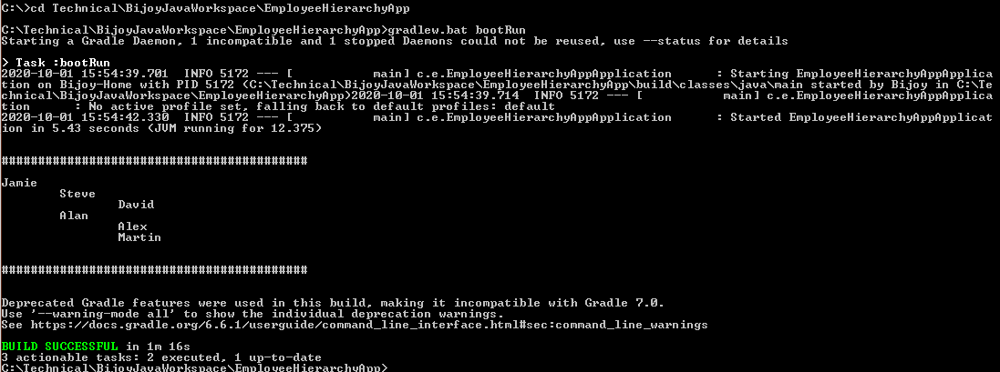 C:\>cd Technical\BijoyJavaWorkspace\EmployeeHierarchyApp
C:\Technical\BijoyJavaWorkspace\EmployeeHierarchyApp>gradlew.bat bootRun
Starting a Gradle Daemon, 1 incompatible and 1 stopped Daemons could not be reused, use --status for details
> Task :bootRun
2020-10-01 15:54:39.701  INFO 5172 --- [           main] c.e.EmployeeHierarchyAppApplication      : Starting EmployeeHierarchyAppApplica
tion on Bijoy-Home with PID 5172 (C:\Technical\BijoyJavaWorkspace\EmployeeHierarchyApp\build\classes\java\main started by Bijoy in C:\Te
chnical\BijoyJavaWorkspace\EmployeeHierarchyApp)2020-10-01 15:54:39.714  INFO 5172 --- [           main] c.e.EmployeeHierarchyAppApplica
tion      : No active profile set, falling back to default profiles: default
2020-10-01 15:54:42.330  INFO 5172 --- [           main] c.e.EmployeeHierarchyAppApplication      : Started EmployeeHierarchyAppApplicat
ion in 5.43 seconds (JVM running for 12.375)
##########################################
Jamie
        Steve
                David
        Alan
                Alex
                Martin
##########################################
Deprecated Gradle features were used in this build, making it incompatible with Gradle 7.0.
Use '--warning-mode all' to show the individual deprecation warnings.
See https://docs.gradle.org/6.6.1/userguide/command_line_interface.html#sec:command_line_warnings
BUILD SUCCESSFUL in 1m 16s
3 actionable tasks: 2 executed, 1 up-to-date
C:\Technical\BijoyJavaWorkspace\EmployeeHierarchyApp>